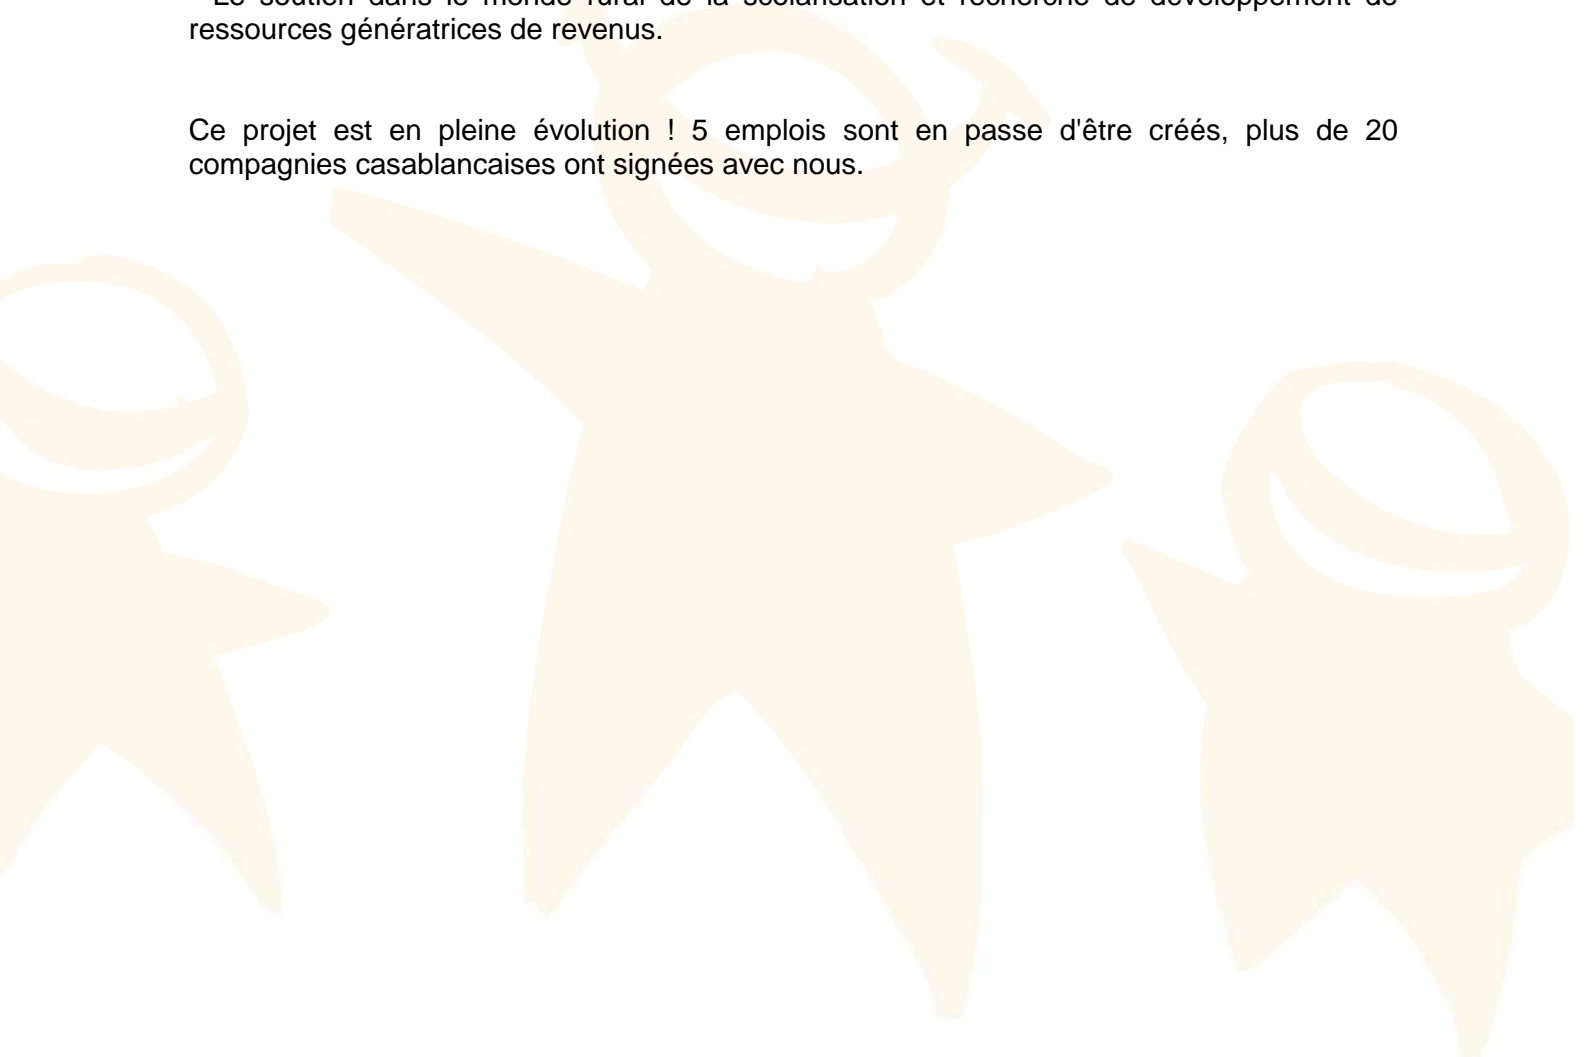 Le soutien dans le monde rural de la scolarisation et recherche de développement de
ressources génératrices de revenus.
Ce projet est en pleine évolution ! 5 emplois sont en passe d'être créés, plus de 20
compagnies casablancaises ont signées avec nous.